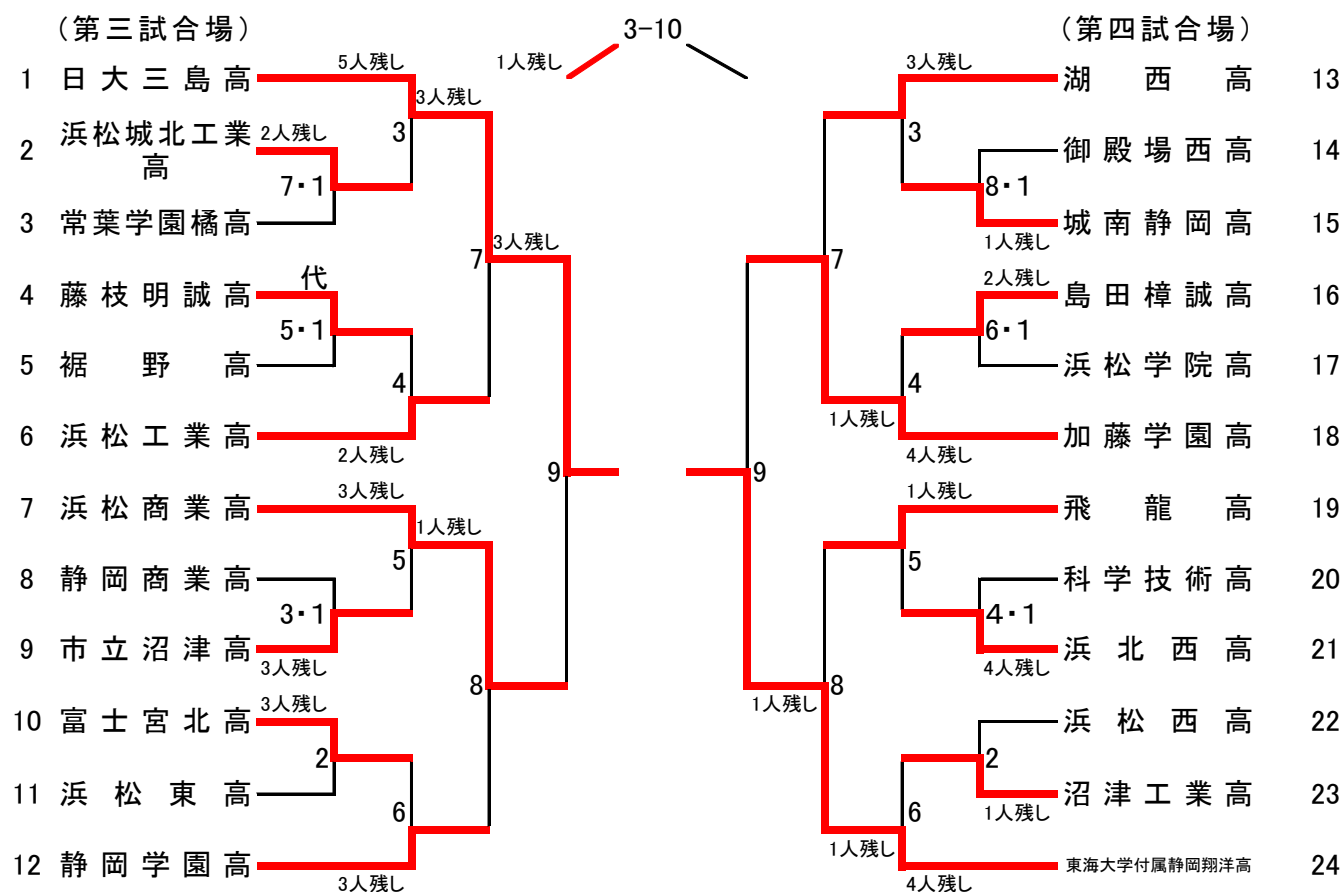 (第三試合場)
3-10
(第四試合場)
1人残し
5人残し
3人残し
1 日大三島高
湖西高 13
3人残し
3
3
2 浜松城北工業高
2人残し
御殿場西高 14
7・1
8・1
3 常葉学園橘高
城南静岡高 15
1人残し
3人残し
7
7
4 藤枝明誠高
代
2人残し
島田樟誠高 16
5・1
6・1
5 裾野高
浜松学院高 17
4
4
1人残し
6 浜松工業高
加藤学園高 18
2人残し
4人残し
9
9
3人残し
1人残し
7 浜松商業高
飛龍高 19
1人残し
5
5
8 静岡商業高
科学技術高 20
3・1
4・1
9 市立沼津高
浜北西高 21
3人残し
4人残し
8
8
1人残し
3人残し
10 富士宮北高
浜松西高 22
2
2
11 浜松東高
沼津工業高 23
1人残し
6
6
1人残し
12 静岡学園高
東海大学付属静岡翔洋高 24
3人残し
4人残し